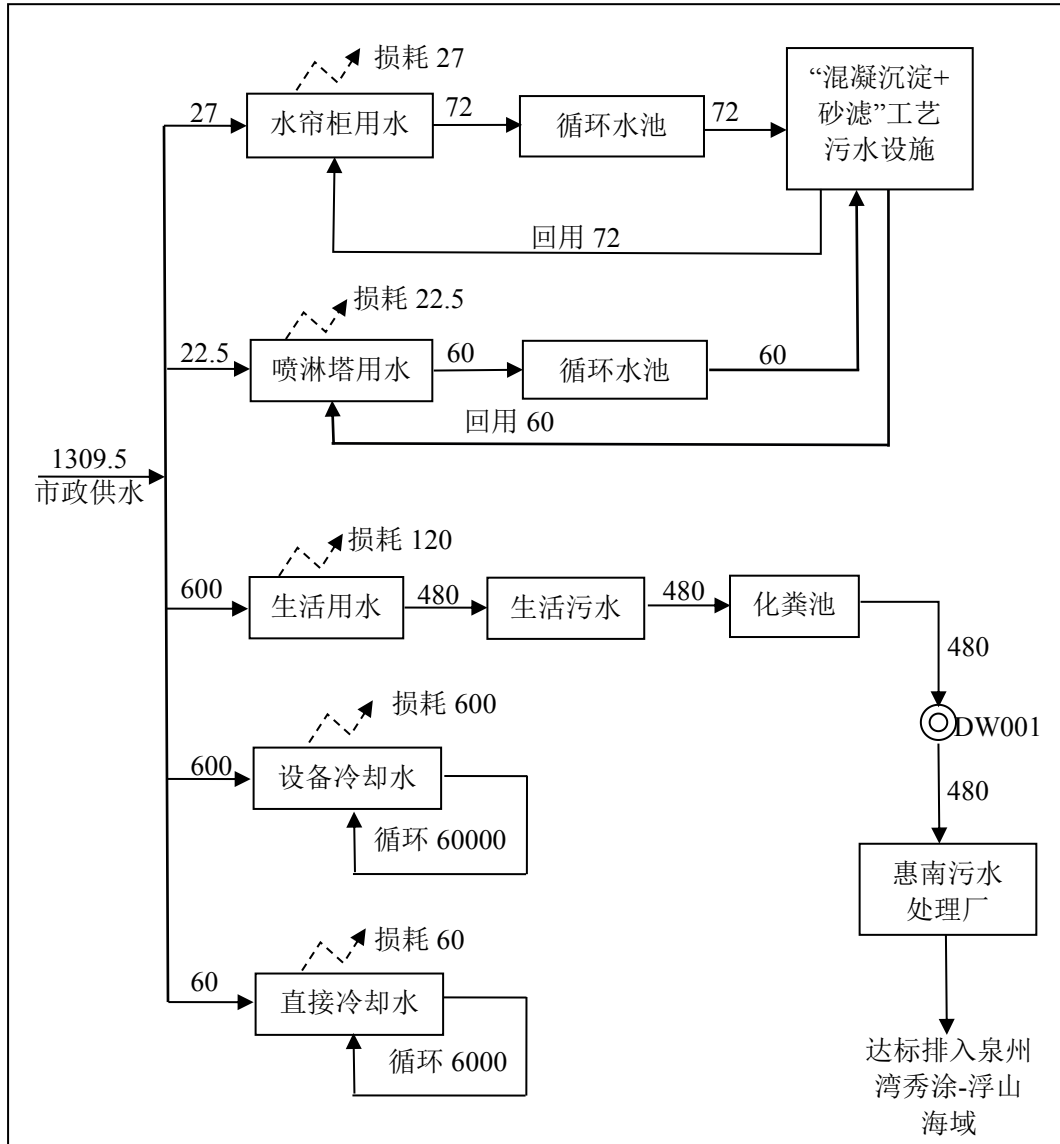 损耗 27
27
水帘柜用水
72
循环水池
72
“混凝沉淀+
砂滤”工艺
污水设施
回用 72
损耗 22.5
22.5
喷淋塔用水
60
循环水池
60
回用 60
1309.5
市政供水
损耗 120
600
生活用水
480
生活污水
480
化粪池
480
DW001
480
惠南污水
处理厂
达标排入泉州
湾秀涂-浮山
海域
损耗 600
600
设备冷却水
循环 60000
损耗 60
60
直接冷却水
循环 6000